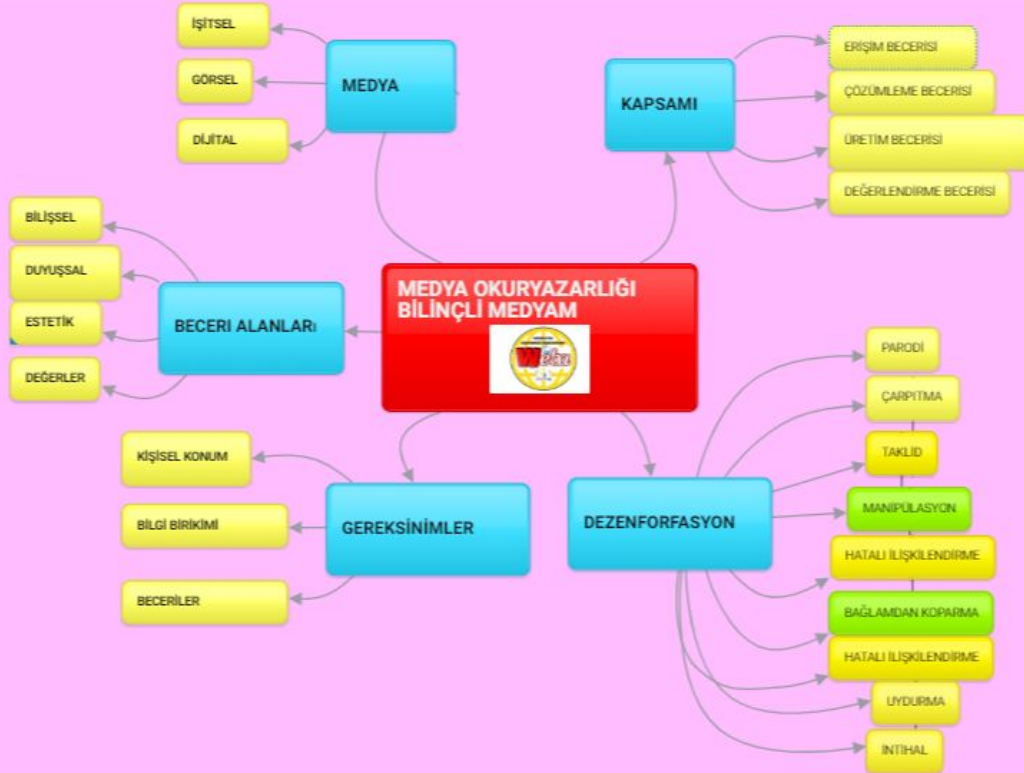 İŞİTSEL
GÖRSEL
DİJİTAL
MEDYA
KAPSAMI
ERİŞİM BECERİSİ
ÇÖZÜMLEME BECERİSİ
ÜRETİM BECERİSİ
DEĞERLENDİRME BECERİSİ
BİLİŞSEL
DUYUŞSAL
ESTETİK
DEĞERLER
BECERI ALANLARı
MEDYA OKURYAZARLIĞI
BİLİNÇLİ MEDYAM
KİŞİSEL KONUM
BİLGİ BİRİKİMİ
BECERİLER
GEREKSİNİMLER
DEZENFORFASYON
PARODİ
ÇARPITMA
TAKLİD
MANİPÜLASYON
HATALI İLİŞKİLENDİRME
BAĞLAMDAN KOPARMA
HATALI İLİŞKİLENDİRME
UYDURMA
İNTİHAL